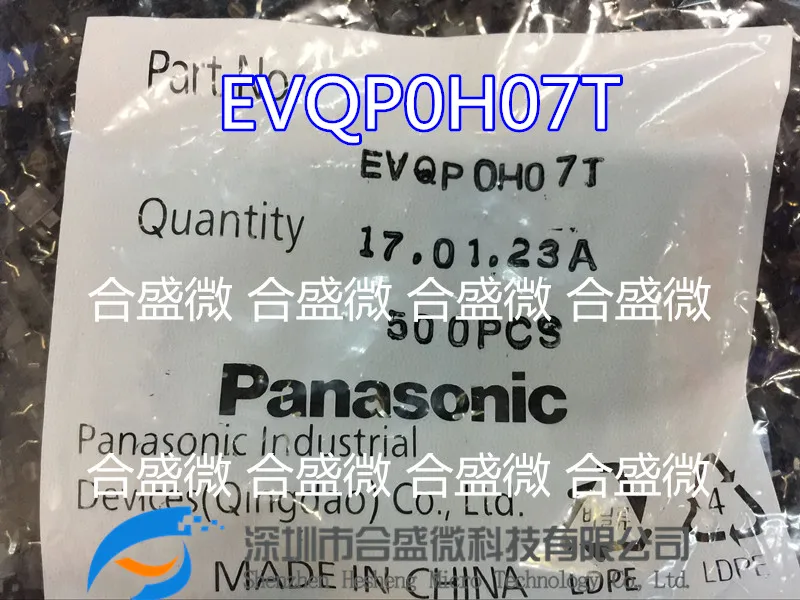 Part No
EVQP0H07T
EVQP0H07T
Quantity
17.01.23A
合盛微 合盛微 合盛微 合盛微
500PCS
Panasonic
Panasonic Industrial
合盛微 合盛微 合盛微 合盛微
Devices(Qingdao) Co., Ltd.
비닐류
4
深圳市合盛微科技有限公司
Shenzhen Hesheng Micro Technology Co., Ltd.
MADE IN CHINA
LDPE
LDPE